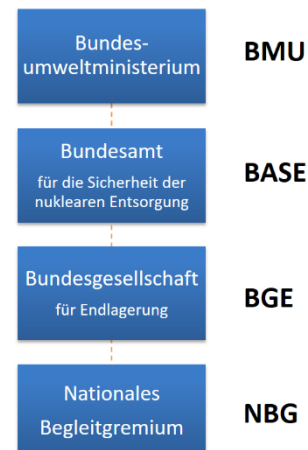 Bundes-
umweltministerium
BMU
Bundesamt
für die Sicherheit der
nuklearen Entsorgung
BASE
Bundesgesellschaft
für Endlagerung
BGE
Nationales
Begleitgremium
NBG